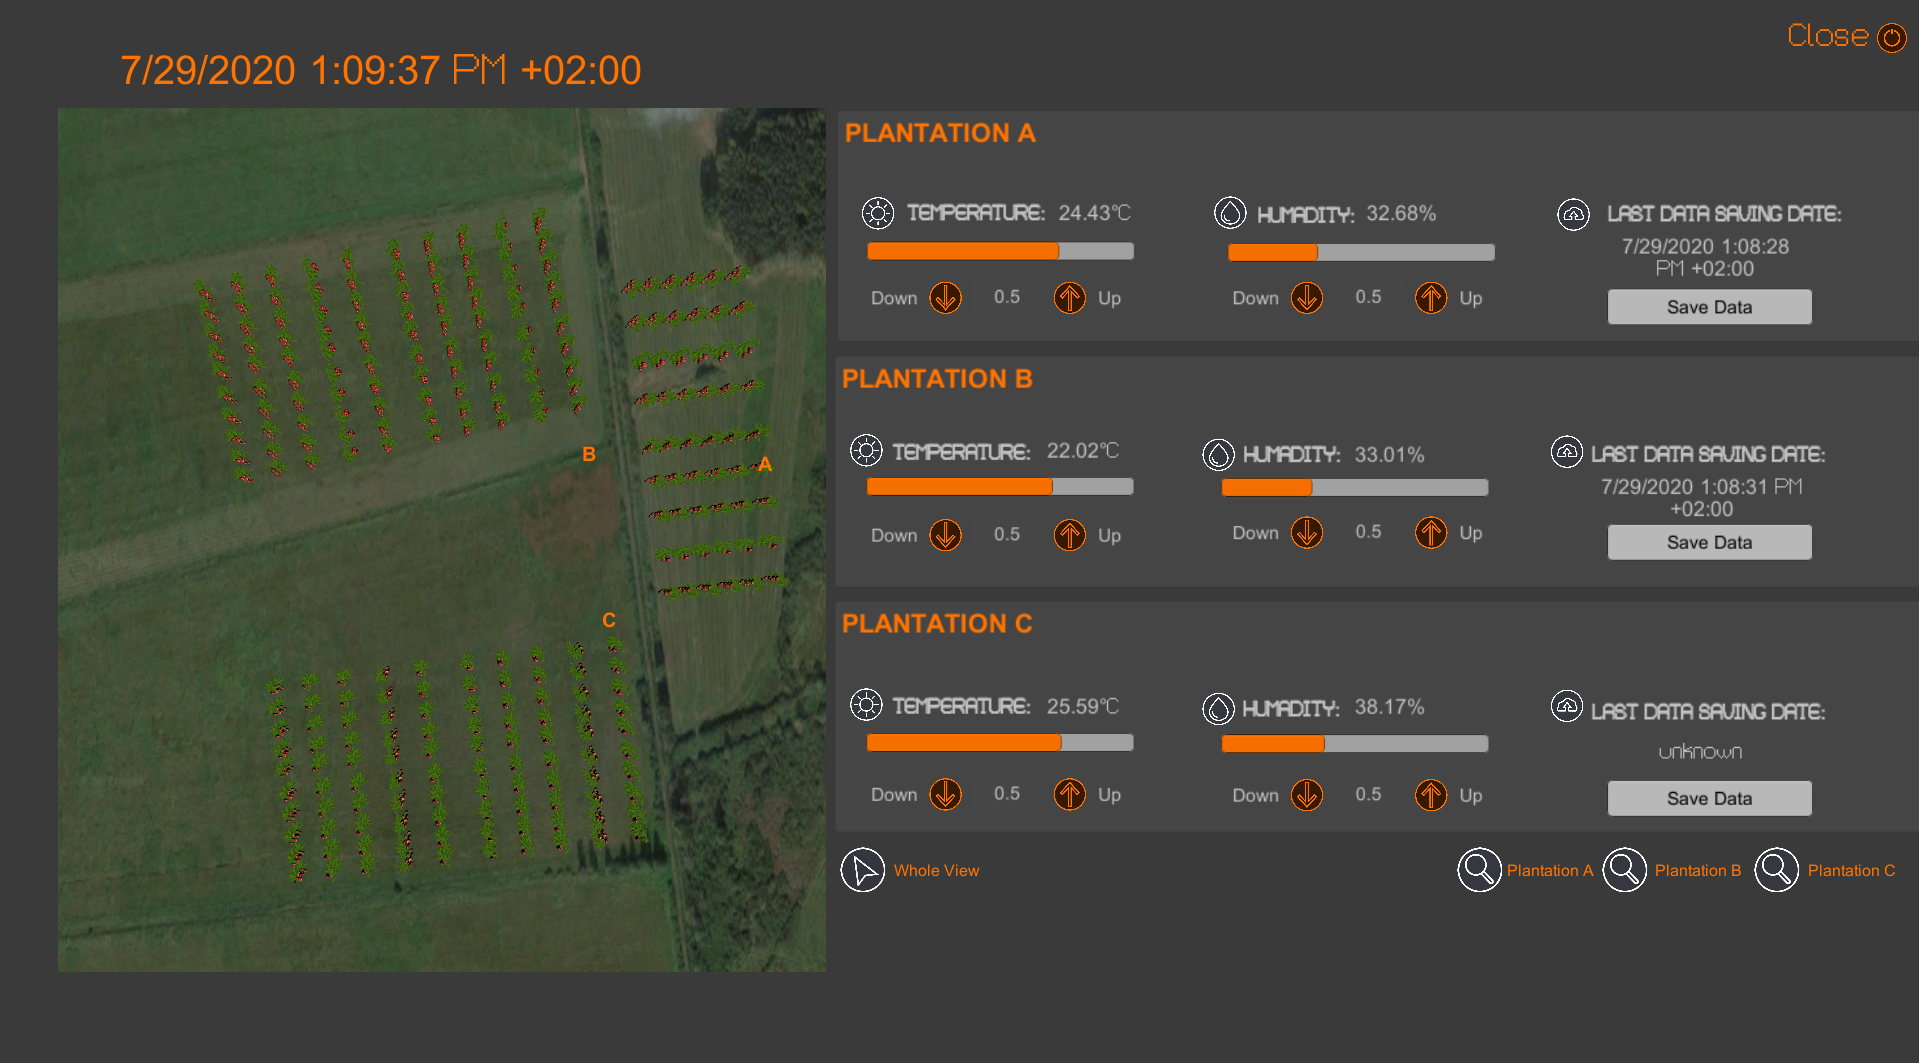 Close
7/29/2020 1:09:37 PM +02:00
PLANTATION A
TEMPERATURE: 24.43°C
HUMADITY: 32.68%
LAST DATA SAVING DATE:
7/29/2020 1:08:28
PM +02:00
Down 0.5 Up
Down 0.5 Up
Save Data
PLANTATION B
TEMPERATURE: 22.02°C
HUMADITY: 33.01%
LAST DATA SAVING DATE:
7/29/2020 1:08:31 PM
+02:00
Down 0.5 Up
Down 0.5 Up
Save Data
PLANTATION C
TEMPERATURE: 25.59°C
HUMADITY: 38.17%
LAST DATA SAVING DATE:
unknown
Down 0.5 Up
Down 0.5 Up
Save Data
B
A
C
Whole View
Plantation A
Plantation B
Plantation C